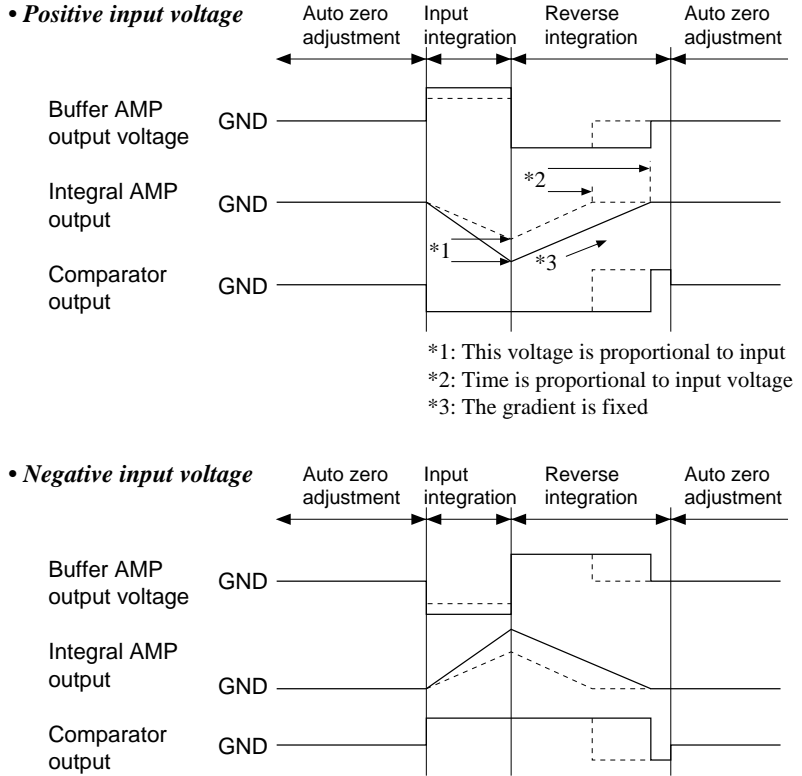 • Positive input voltage
Auto zero adjustment
Input integration
Reverse integration
Auto zero adjustment
Buffer AMP
output voltage
GND
Integral AMP
output
GND
*2
*1
*3
Comparator
output
GND
*1: This voltage is proportional to input
*2: Time is proportional to input voltage
*3: The gradient is fixed
• Negative input voltage
Auto zero adjustment
Input integration
Reverse integration
Auto zero adjustment
Buffer AMP
output voltage
GND
Integral AMP
output
GND
Comparator
output
GND